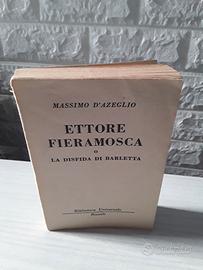 MASSIMO D'AZEGLIO
ETTORE
FIERAMOSCA
O
LA DISFIDA DI BARLETTA
Biblioteca Universale
Rizzoli